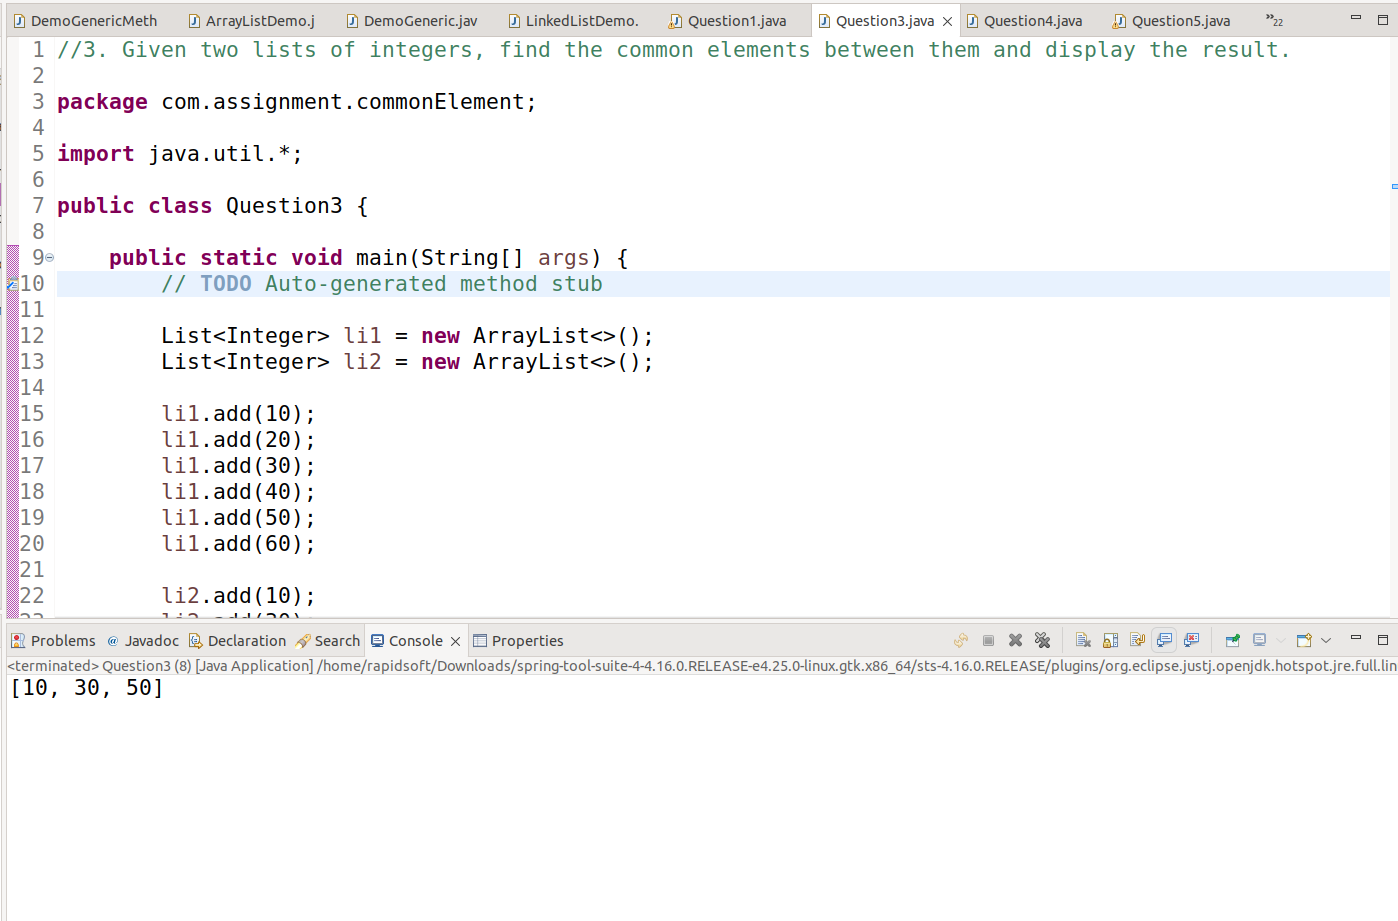 DemoGenericMeth ArrayListDemo.j DemoGeneric.jav LinkedListDemo. Question1.java Question3.java Question4.java Question5.java »22
1 //3. Given two lists of integers, find the common elements between them and display the result.
2
3 package com.assignment.commonElement;
4
5 import java.util.*;
6
7 public class Question3 {
8
9 public static void main(String[] args) {
10 // TODO Auto-generated method stub
11
12 List<Integer> li1 = new ArrayList<>();
13 List<Integer> li2 = new ArrayList<>();
14
15 li1.add(10);
16 li1.add(20);
17 li1.add(30);
18 li1.add(40);
19 li1.add(50);
20 li1.add(60);
21
22 li2.add(10);
Problems @ Javadoc Declaration Search Console Properties
<terminated> Question3 (8) [Java Application] /home/rapidsoft/Downloads/spring-tool-suite-4-4.16.0.RELEASE-e4.25.0-linux.gtk.x86_64/sts-4.16.0.RELEASE/plugins/org.eclipse.justj.openjdk.hotspot.jre.full.lin
[10, 30, 50]